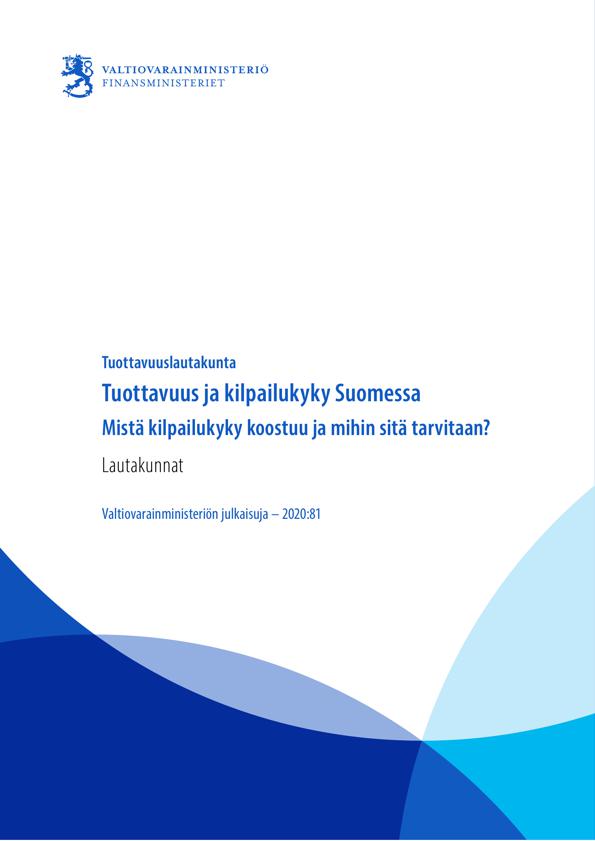 VALTIOVARAINMINISTERIÖ
FINANSMINISTERIET
Tuottavuuslautakunta
Tuottavuus ja kilpailukyky Suomessa
Mistä kilpailukyky koostuu ja mihin sitä tarvitaan?
Lautakunnat
Valtiovarainministeriön julkaisuja – 2020:81